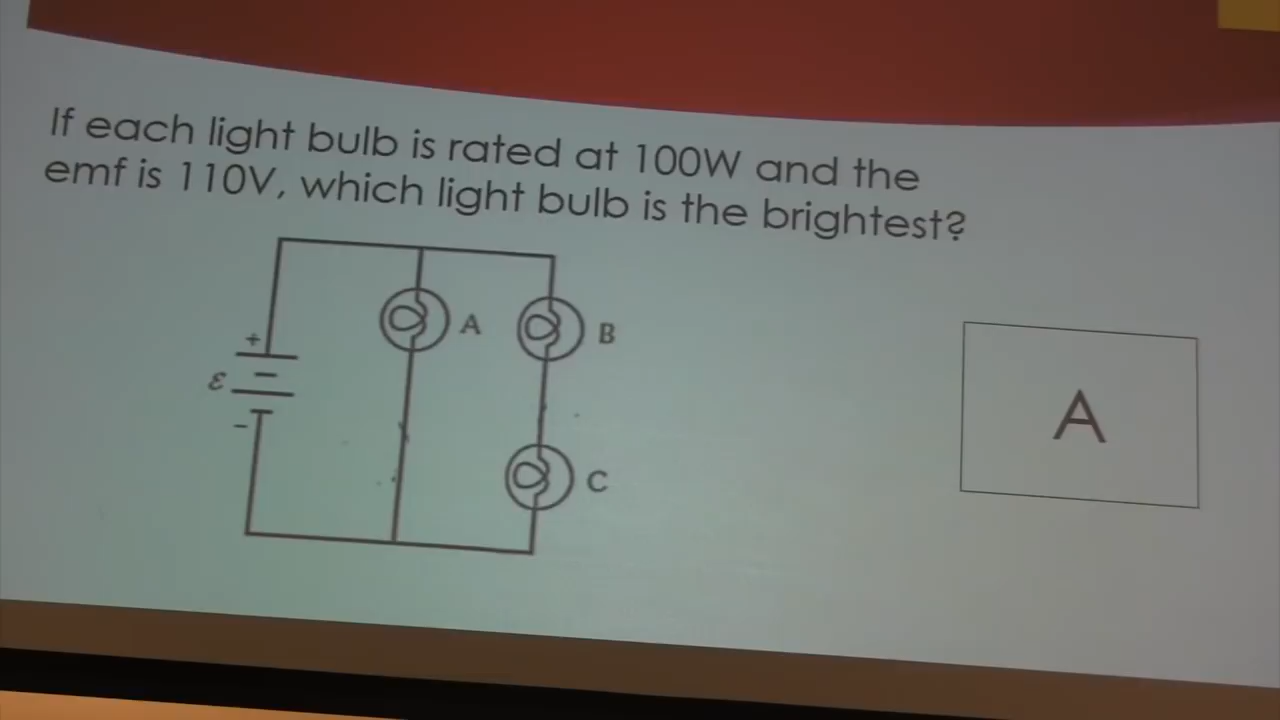 If each light bulb is rated at 100W and the
emf is 110V, which light bulb is the brightest?
+
ε
-
A
B
C
A